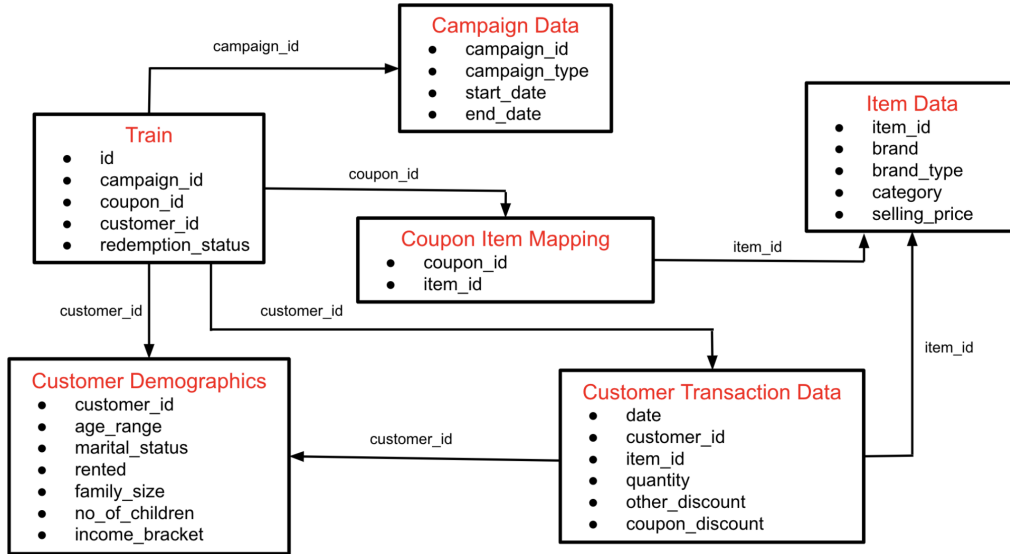 Campaign Data
● campaign_id
● campaign_type
● start_date
● end_date
campaign_id
Train
● id
● campaign_id
● coupon_id
● customer_id
● redemption_status
Item Data
● item_id
● brand
● brand_type
● category
● selling_price
coupon_id
Coupon Item Mapping
● coupon_id
● item_id
item_id
customer_id
customer_id
item_id
Customer Demographics
● customer_id
● age_range
● marital_status
● rented
● family_size
● no_of_children
● income_bracket
customer_id
Customer Transaction Data
● date
● customer_id
● item_id
● quantity
● other_discount
● coupon_discount